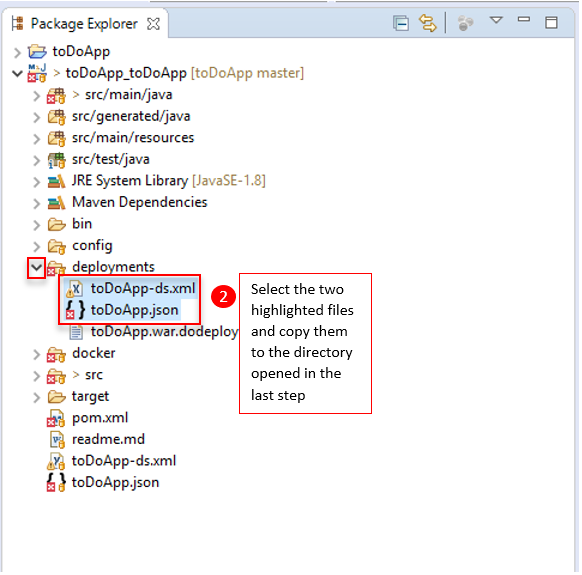 Package Explorer
toDoApp
> toDoApp_toDoApp [toDoApp master]
> src/main/java
src/generated/java
src/main/resources
src/test/java
JRE System Library [JavaSE-1.8]
Maven Dependencies
bin
config
deployments
toDoApp-ds.xml
toDoApp.json
toDoApp.war.dodeploy
2
Select the two
highlighted files
and copy them
to the directory
opened in the
last step
docker
> src
target
pom.xml
readme.md
toDoApp-ds.xml
toDoApp.json